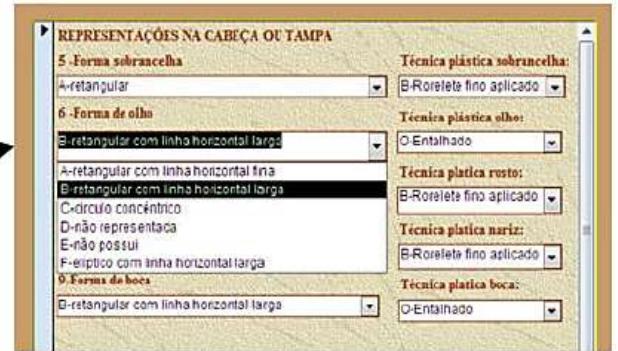 REPRESENTAÇÕES NA CABEÇA OU TAMPA
5 -Forma sobrancelha
Técnica plástica sobrancelha:
A-retangular
B-Rorelete fino aplicado
6 -Forma de olho
Técnica plástica olho:
B-retangular com linha horizontal larga
O-Entalhado
A-retangular com linha horizontal fina
B-retangular com linha horizontal larga
C-circulo concéntrico
D-não representada
E-não possui
F-eliptico com linha horizontal larga
Técnica platica rosto:
B-Rorelete fino aplicado
Técnica platica nariz:
B-Rorelete fino aplicado
9-Forma de boca
Técnica platica boca:
B-retangular com linha horizontal larga
O-Entalhado